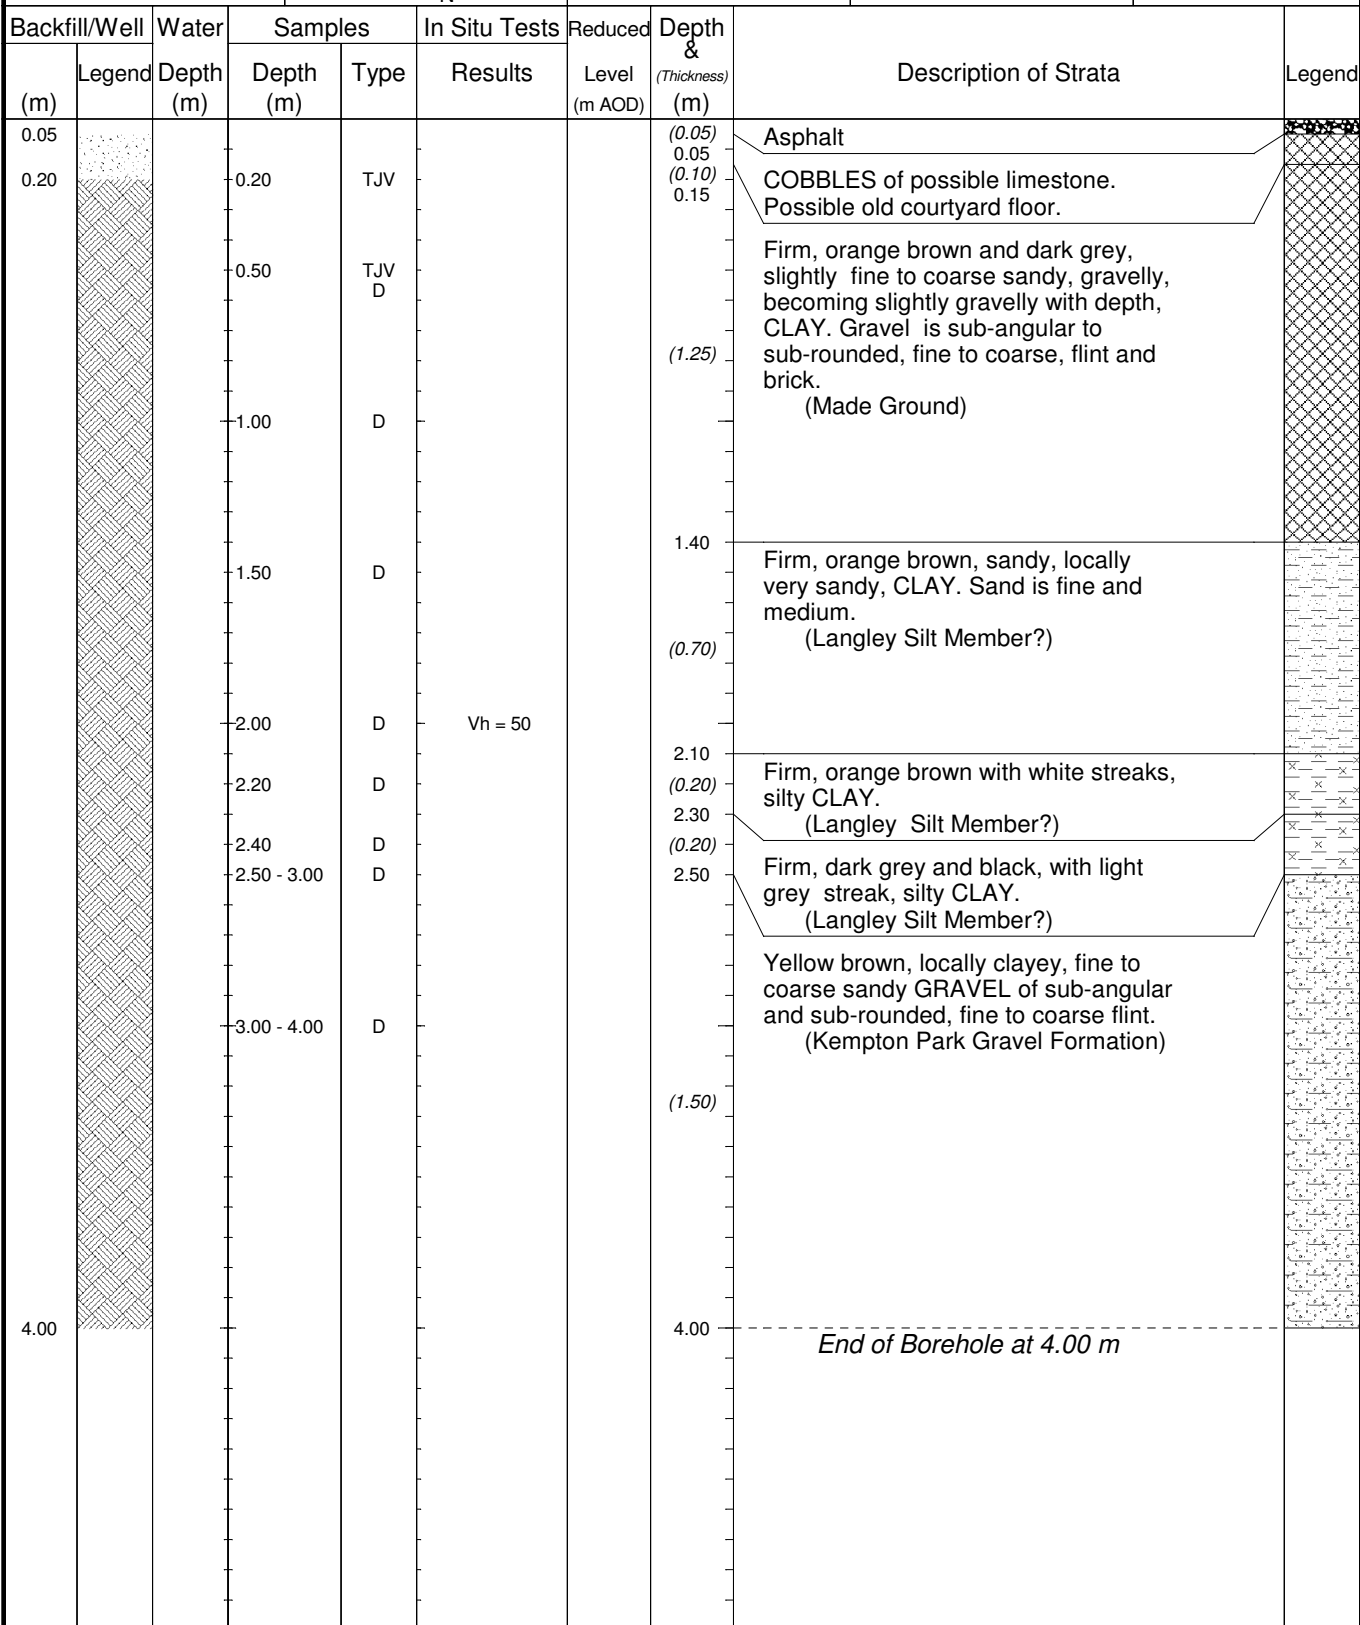 N
Backfill/Well Water Samples In Situ Tests Reduced Depth
&
Legend Depth Depth Type Results Level (Thickness) Description of Strata Legend
(m) (m) (m) (m AOD) (m)
0.05 (0.05) Asphalt
0.05
0.20 0.20 TJV (0.10) COBBLES of possible limestone.
0.15 Possible old courtyard floor.
Firm, orange brown and dark grey,
0.50 TJV slightly fine to coarse sandy, gravelly,
D becoming slightly gravelly with depth,
CLAY. Gravel is sub-angular to
(1.25) sub-rounded, fine to coarse, flint and
brick.
(Made Ground)
1.00 D
1.40
1.50 D Firm, orange brown, sandy, locally
very sandy, CLAY. Sand is fine and
medium.
(0.70) (Langley Silt Member?)
2.00 D Vh = 50
2.10
2.20 D (0.20) Firm, orange brown with white streaks,
silty CLAY.
2.30 (Langley Silt Member?)
2.40 D (0.20)
2.50 - 3.00 D 2.50 Firm, dark grey and black, with light
grey streak, silty CLAY.
(Langley Silt Member?)
Yellow brown, locally clayey, fine to
coarse sandy GRAVEL of sub-angular
3.00 - 4.00 D and sub-rounded, fine to coarse flint.
(Kempton Park Gravel Formation)
(1.50)
4.00 4.00
End of Borehole at 4.00 m